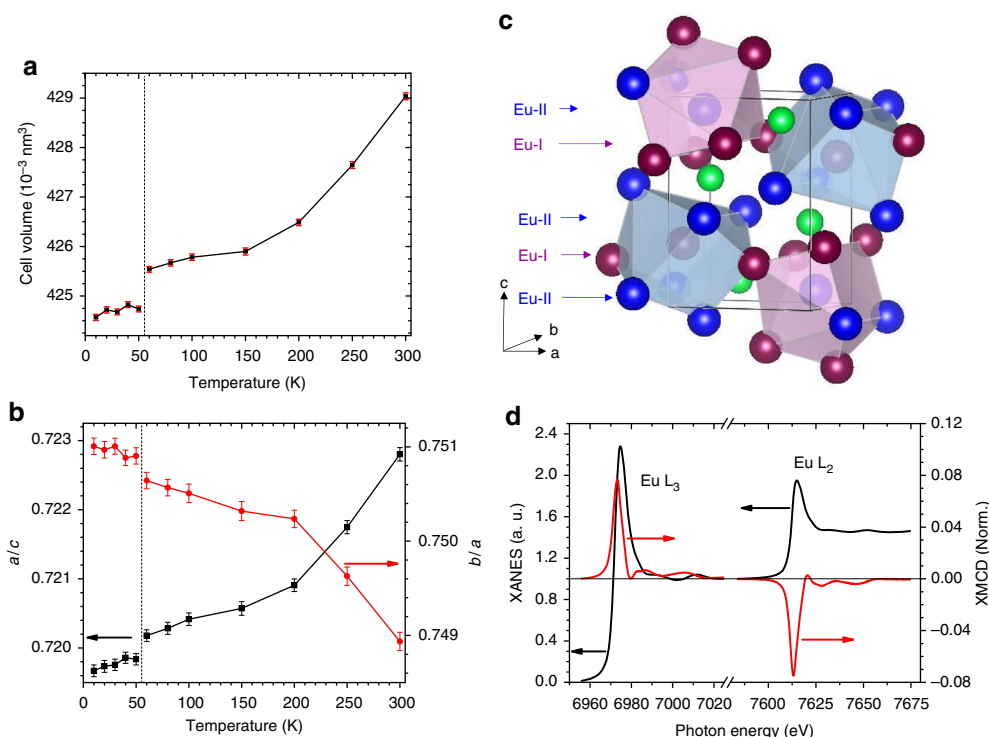 a
429
428
427
426
425
Cell volume (10⁻³ nm³)
0 50 100 150 200 250 300
Temperature (K)
b
0.723
0.722
0.721
0.720
a/c
0.751
0.750
0.749
b/a
0 50 100 150 200 250 300
Temperature (K)
c
Eu-II
Eu-I
Eu-II
Eu-I
Eu-II
c
b
a
d
2.4
2.0
1.6
1.2
0.8
0.4
0.0
XANES (a. u.)
Eu L₃
Eu L₂
0.12
0.08
0.04
0.00
−0.04
−0.08
XMCD (Norm.)
6960 6980 7000 7020 7600 7625 7650 7675
Photon energy (eV)